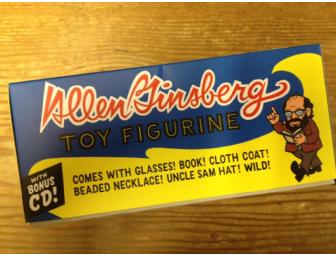 Allen Ginsberg
TOY FIGURINE
WITH
BONUS
CD!
COMES WITH GLASSES! BOOK! CLOTH COAT!
BEADED NECKLACE! UNCLE SAM HAT! WILD!